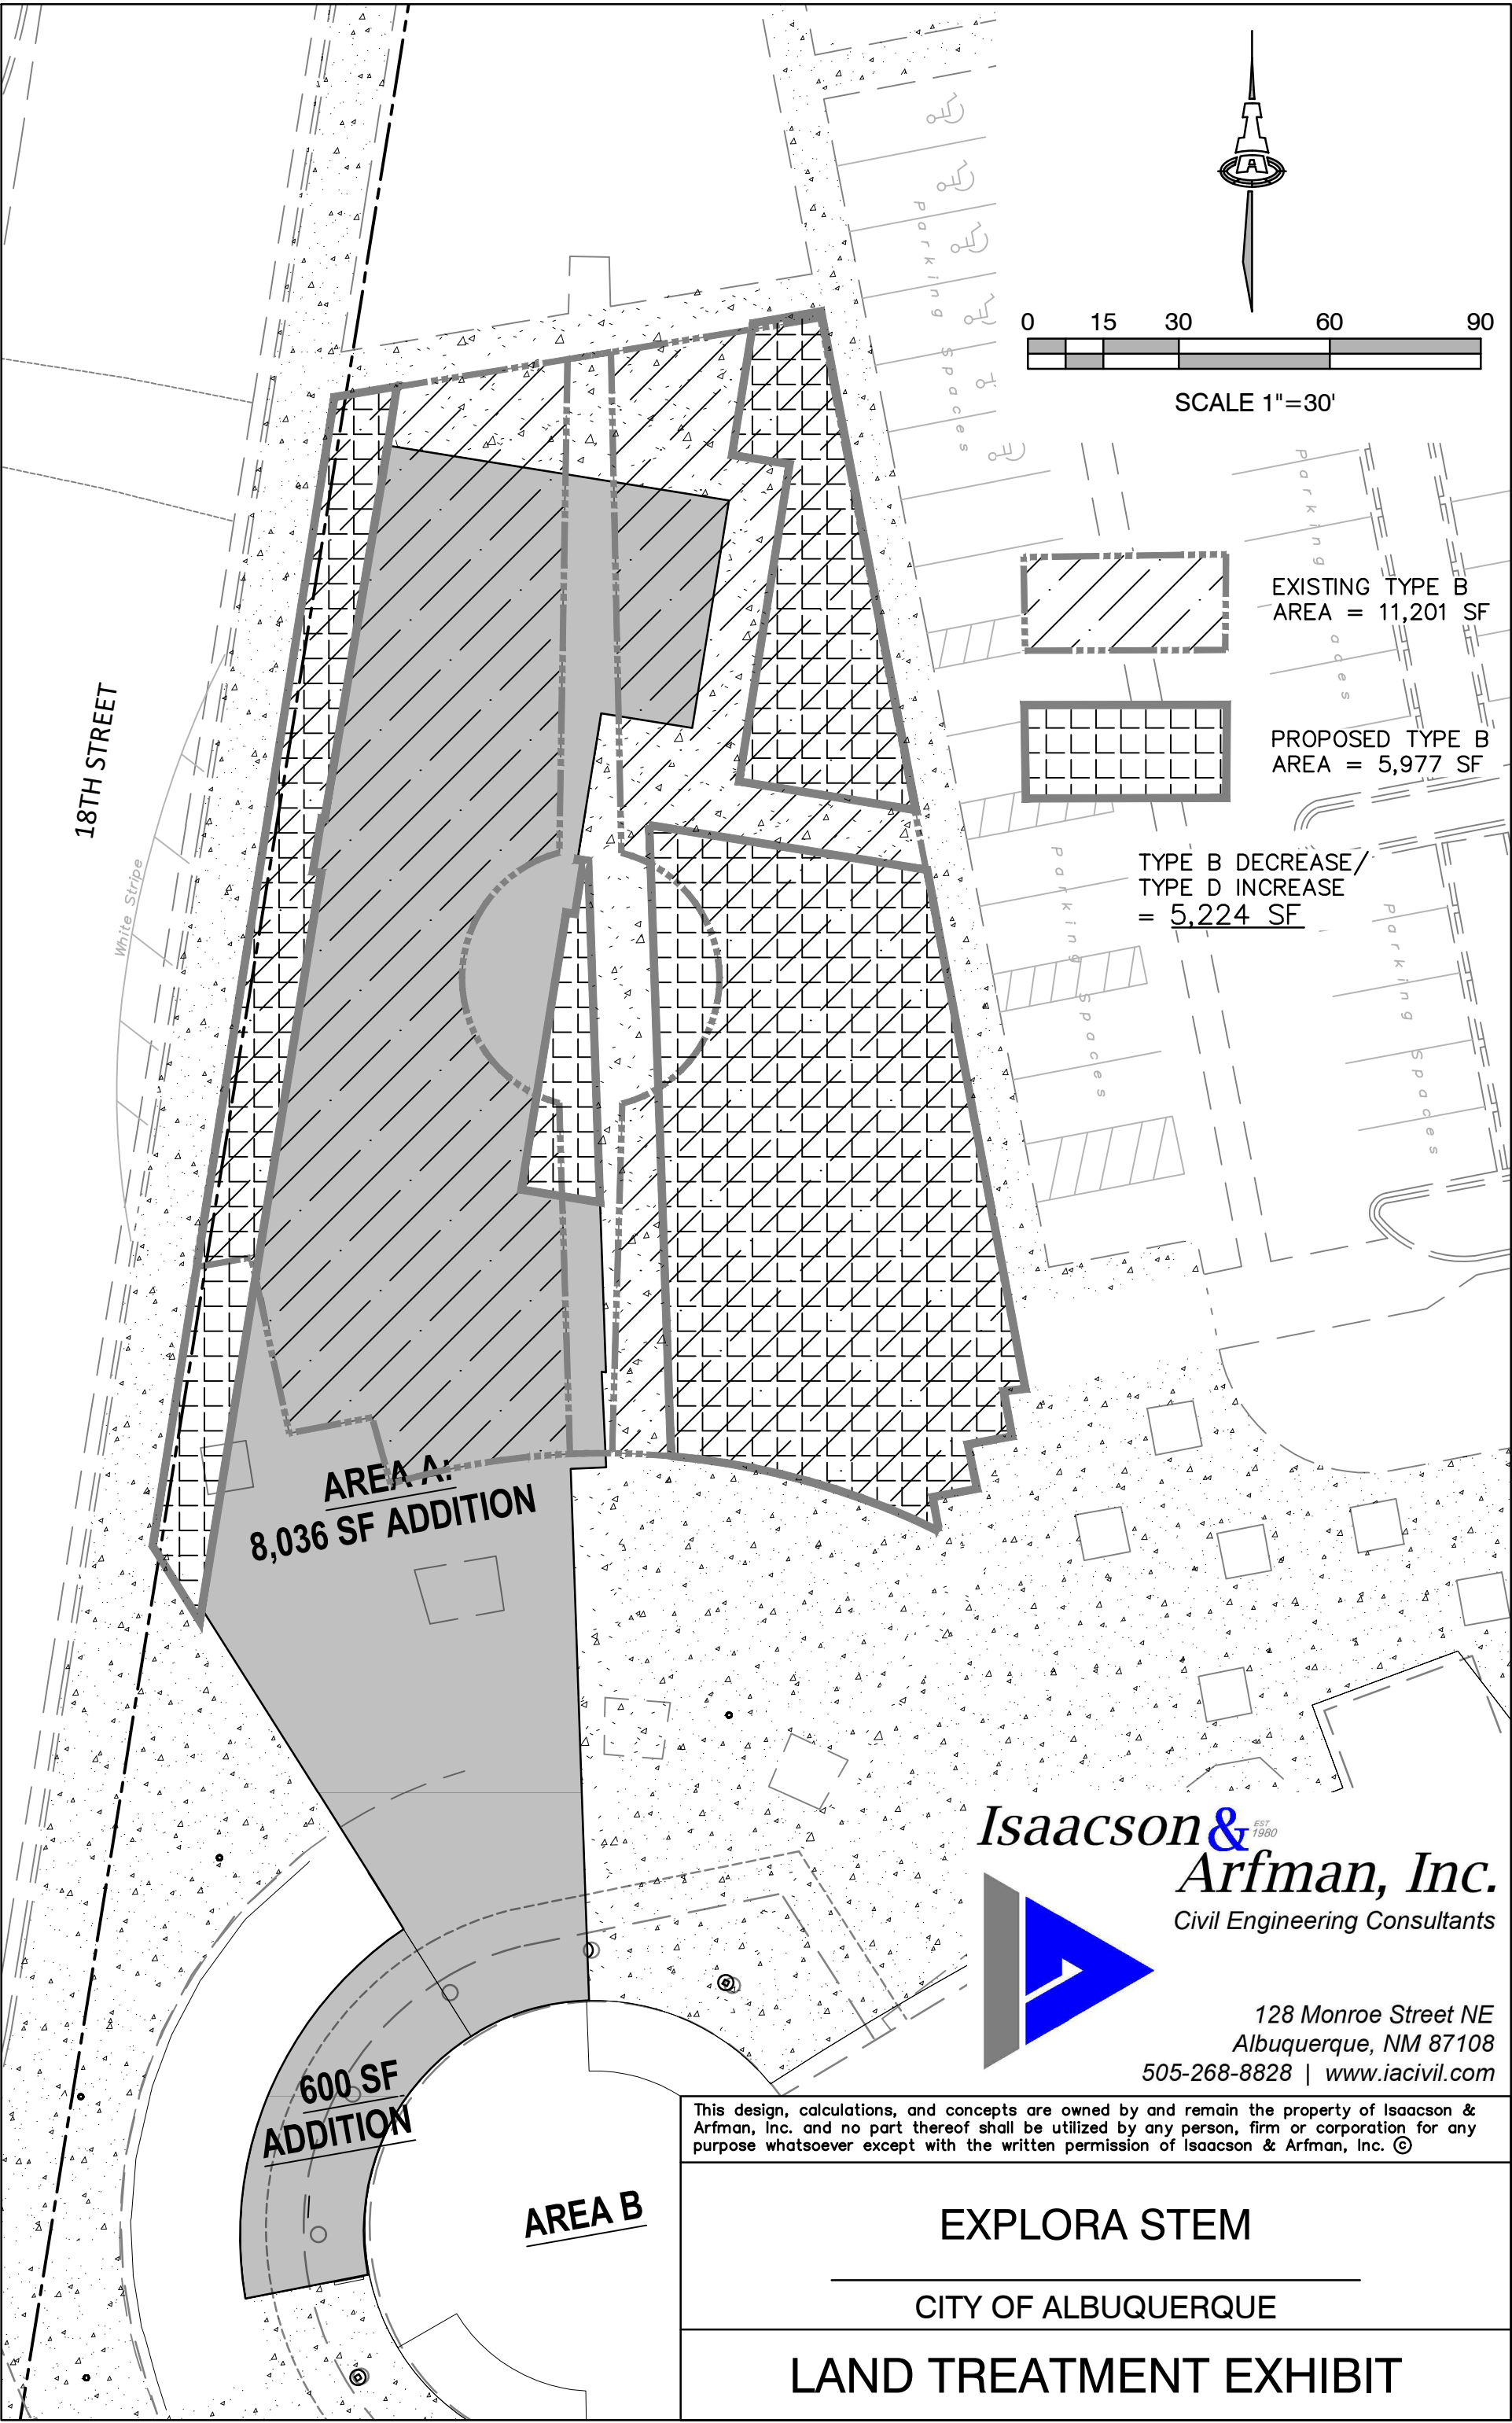 0 15 30 60 90
SCALE 1"=30'
parking spaces
parking spaces
EXISTING TYPE B
AREA = 11,201 SF
PROPOSED TYPE B
AREA = 5,977 SF
TYPE B DECREASE/
TYPE D INCREASE
= 5,224 SF
parking spaces
parking spaces
18TH STREET
White Stripe
AREA A:
8,036 SF ADDITION
600 SF
ADDITION
AREA B
Isaacson &
EST
1980
Arfman, Inc.
Civil Engineering Consultants
128 Monroe Street NE
Albuquerque, NM 87108
505-268-8828 | www.iacivil.com
This design, calculations, and concepts are owned by and remain the property of Isaacson &
Arfman, Inc. and no part thereof shall be utilized by any person, firm or corporation for any
purpose whatsoever except with the written permission of Isaacson & Arfman, Inc. ©
EXPLORA STEM
CITY OF ALBUQUERQUE
LAND TREATMENT EXHIBIT